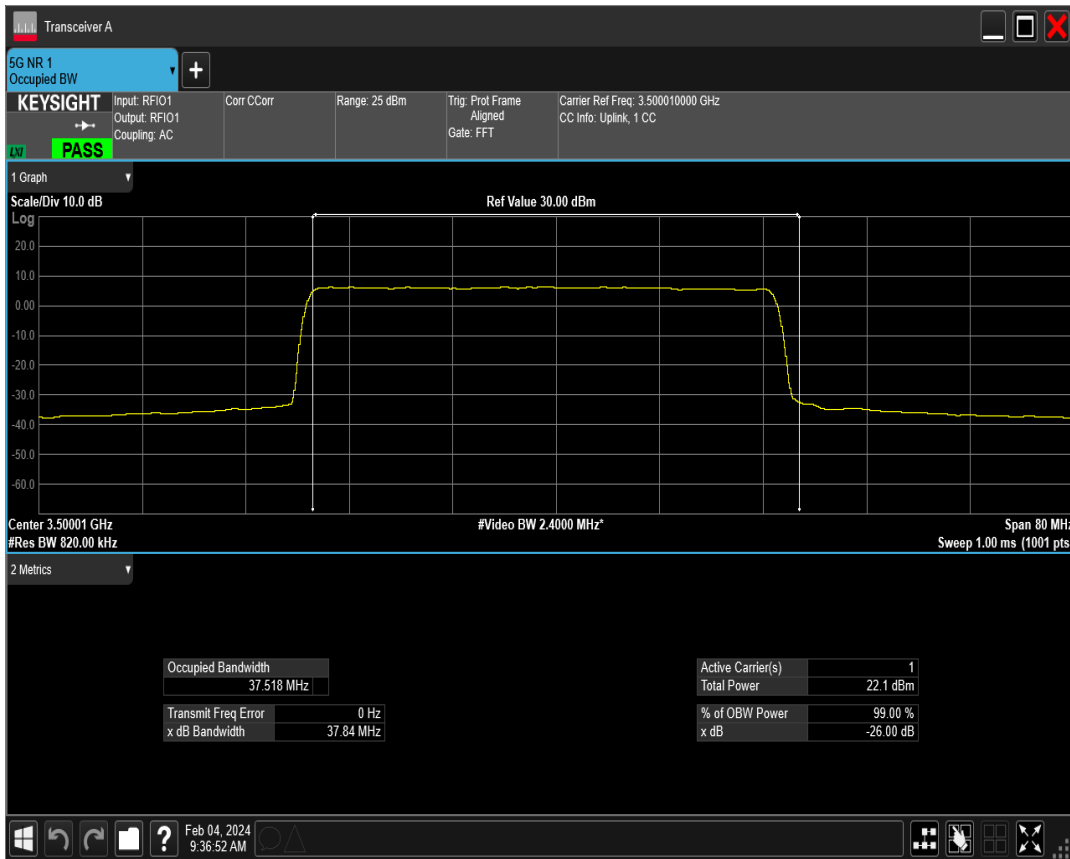 Transceiver A
5G NR 1
Occupied BW
KEYSIGHT
LXI
PASS
Input: RFIO1
Output: RFIO1
Coupling: AC
Corr CCorr
Range: 25 dBm
Trig: Prot Frame
Aligned
Gate: FFT
Carrier Ref Freq: 3.500010000 GHz
CC Info: Uplink, 1 CC
1 Graph
Scale/Div 10.0 dB
Ref Value 30.00 dBm
Log
20.0
10.0
0.00
-10.0
-20.0
-30.0
-40.0
-50.0
-60.0
Center 3.50001 GHz
#Video BW 2.4000 MHz*
Span 80 MHz
#Res BW 820.00 kHz
Sweep 1.00 ms (1001 pts
2 Metrics
Occupied Bandwidth
37.518 MHz
Transmit Freq Error 0 Hz
x dB Bandwidth 37.84 MHz
Active Carrier(s) 1
Total Power 22.1 dBm
% of OBW Power 99.00 %
x dB -26.00 dB
?
Feb 04, 2024
9:36:52 AM